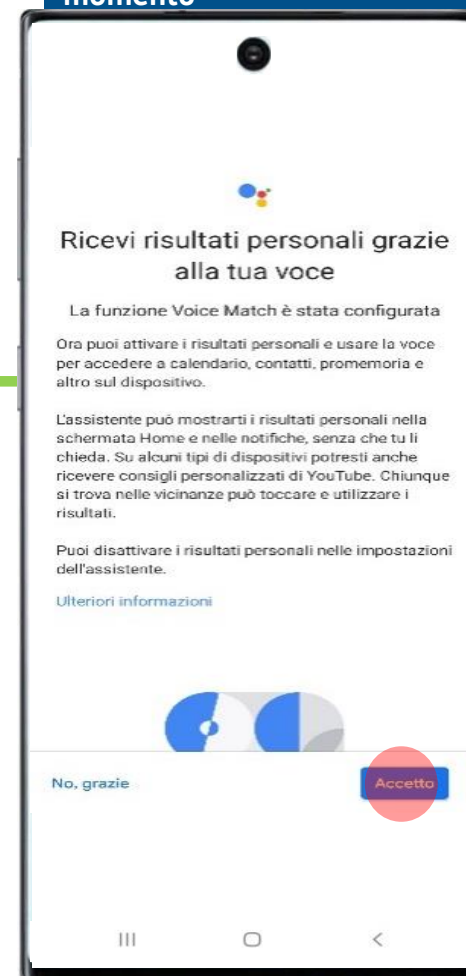 momento
Ricevi risultati personali grazie
alla tua voce
La funzione Voice Match è stata configurata
Ora puoi attivare i risultati personali e usare la voce
per accedere a calendario, contatti, promemoria e
altro sul dispositivo.
L'assistente può mostrarti i risultati personali nella
schermata Home e nelle notifiche, senza che tu li
chieda. Su alcuni tipi di dispositivi potresti anche
ricevere consigli personalizzati di YouTube. Chiunque
si trova nelle vicinanze può toccare e utilizzare i
risultati.
Puoi disattivare i risultati personali nelle impostazioni
dell'assistente.
Ulteriori informazioni
No, grazie
Accetto